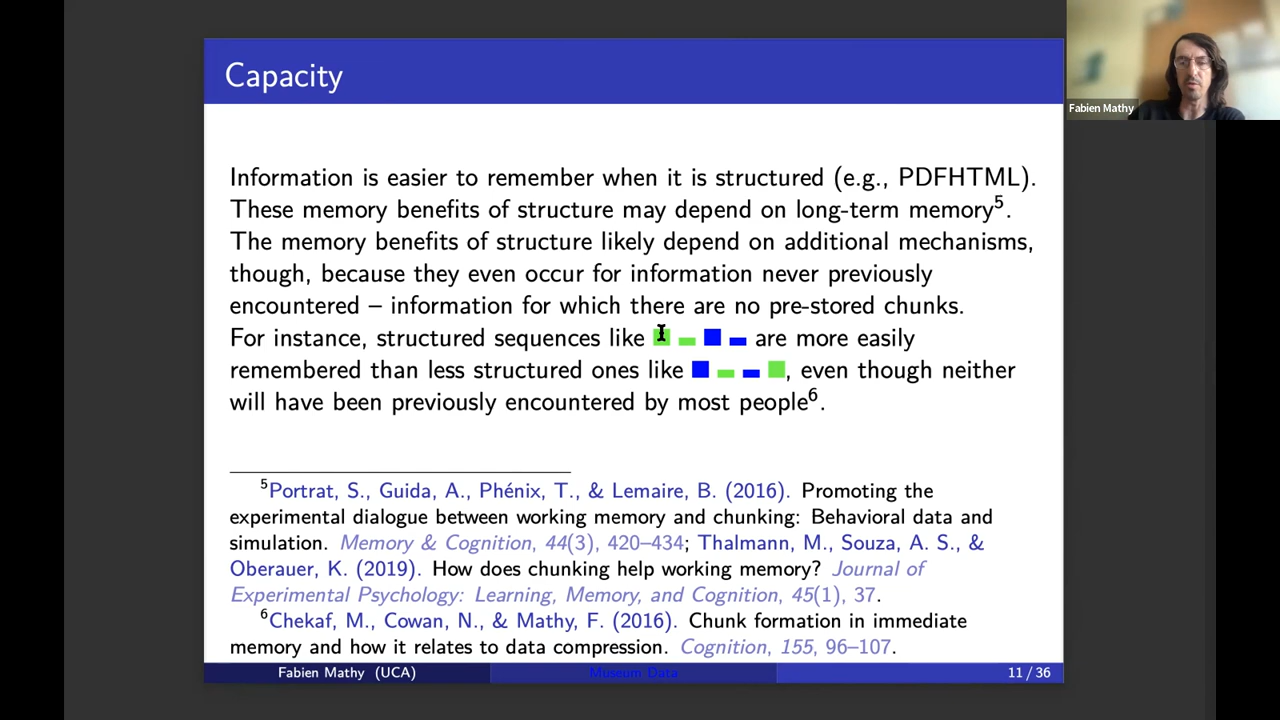 Capacity
Fabien Mathy
Information is easier to remember when it is structured (e.g., PDFHTML).
These memory benefits of structure may depend on long-term memory5.
The memory benefits of structure likely depend on additional mechanisms,
though, because they even occur for information never previously
encountered – information for which there are no pre-stored chunks.
For instance, structured sequences like are more easily
remembered than less structured ones like , even though neither
will have been previously encountered by most people6.
5Portrat, S., Guida, A., Phénix, T., & Lemaire, B. (2016). Promoting the
experimental dialogue between working memory and chunking: Behavioral data and
simulation. Memory & Cognition, 44(3), 420–434; Thalmann, M., Souza, A. S., &
Oberauer, K. (2019). How does chunking help working memory? Journal of
Experimental Psychology: Learning, Memory, and Cognition, 45(1), 37.
6Chekaf, M., Cowan, N., & Mathy, F. (2016). Chunk formation in immediate
memory and how it relates to data compression. Cognition, 155, 96–107.
Fabien Mathy (UCA) Museum Data 11 / 36